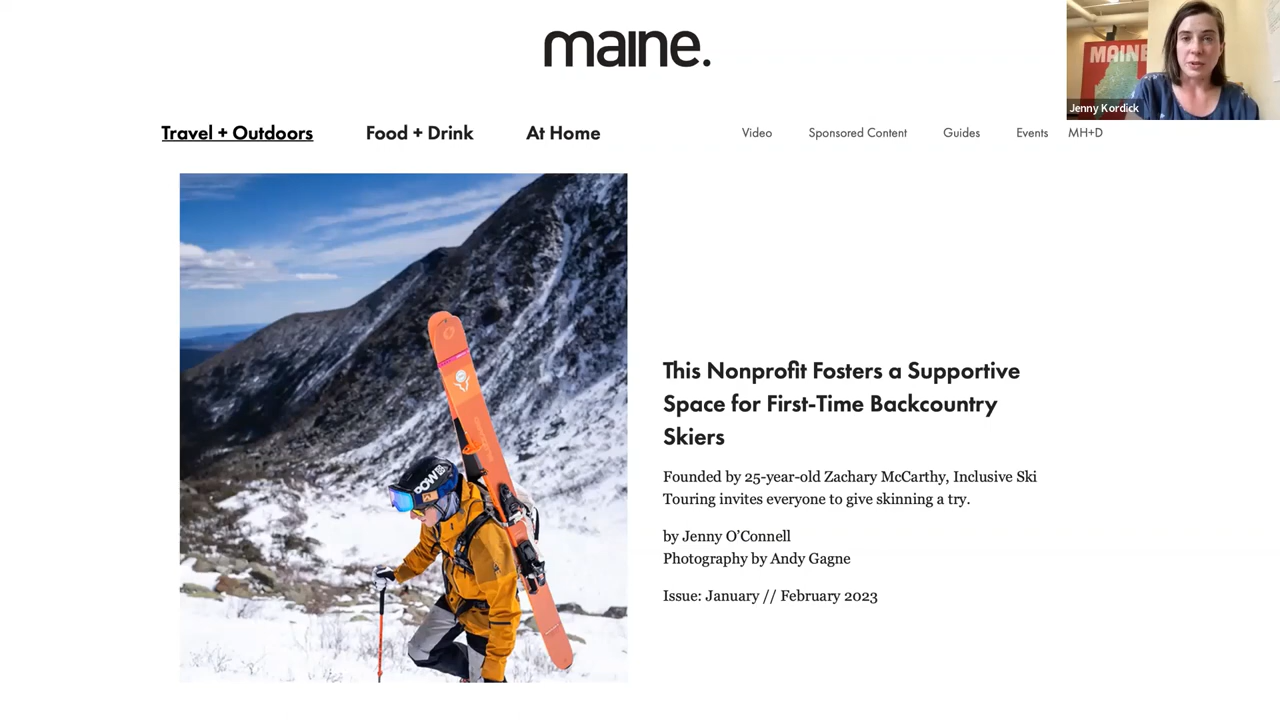 maine.
MAINE
Jenny Kordick
Travel + Outdoors Food + Drink At Home Video Sponsored Content Guides Events MH+D
POW
This Nonprofit Fosters a Supportive
Space for First-Time Backcountry
Skiers
Founded by 25-year-old Zachary McCarthy, Inclusive Ski
Touring invites everyone to give skinning a try.
by Jenny O’Connell
Photography by Andy Gagne
Issue: January // February 2023